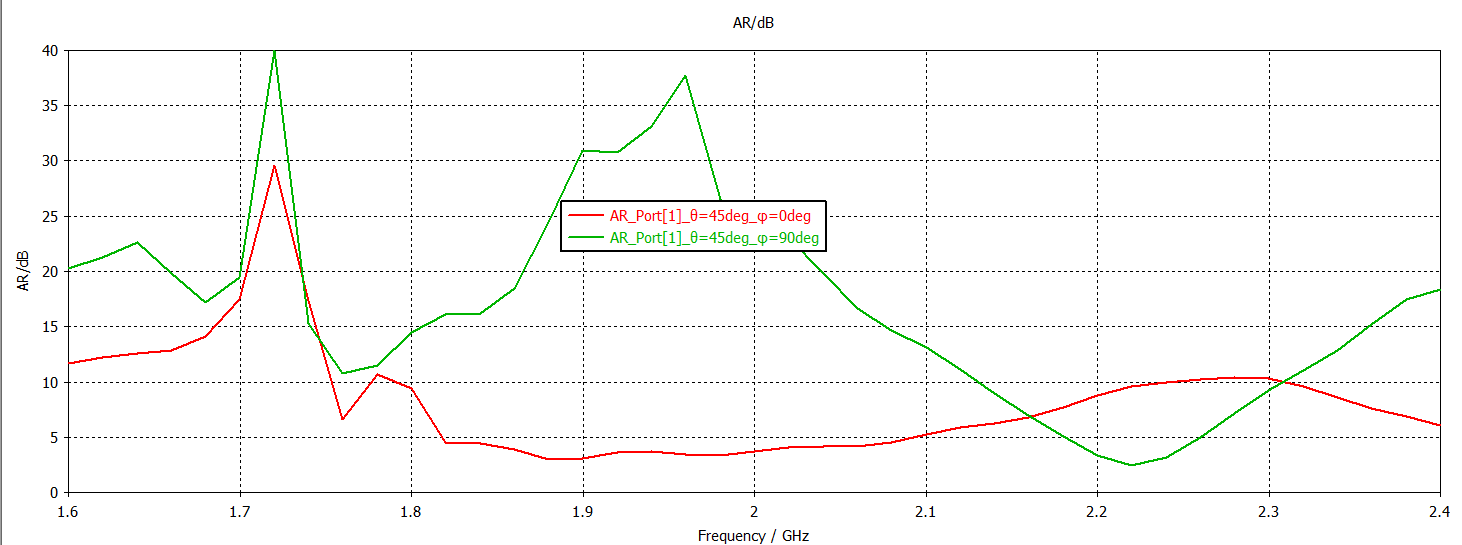 AR/dB
40
35
30
25
20
15
10
5
0
AR/dB
AR_Port[1]_θ=45deg_φ=0deg
AR_Port[1]_θ=45deg_φ=90deg
1.6 1.7 1.8 1.9 2 2.1 2.2 2.3 2.4
Frequency / GHz